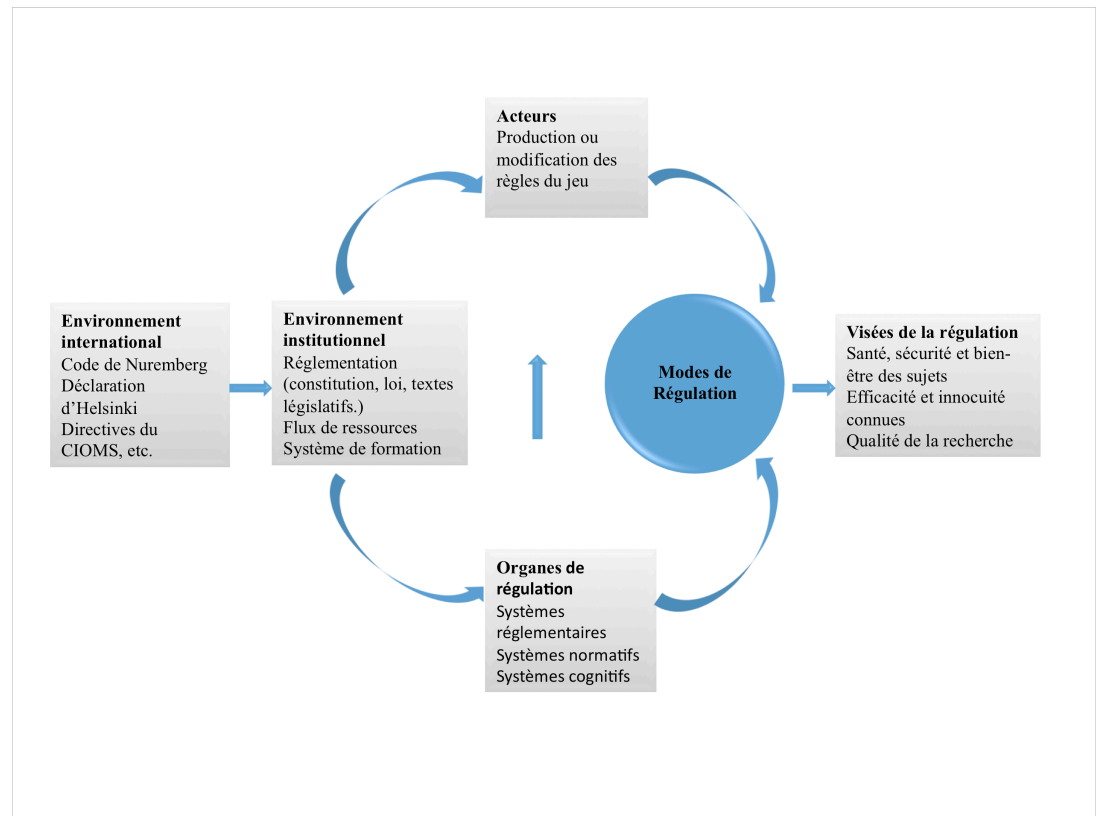 Acteurs
Production ou
modification des
règles du jeu
Environnement
international
Code de Nuremberg
Déclaration
d’Helsinki
Directives du
CIOMS, etc.
Environnement
institutionnel
Réglementation
(constitution, loi, textes
législatifs.)
Flux de ressources
Système de formation
Modes de
Régulation
Visées de la régulation
Santé, sécurité et bien-
être des sujets
Efficacité et innocuité
connues
Qualité de la recherche
Organes de
régulation
Systèmes
réglementaires
Systèmes normatifs
Systèmes cognitifs